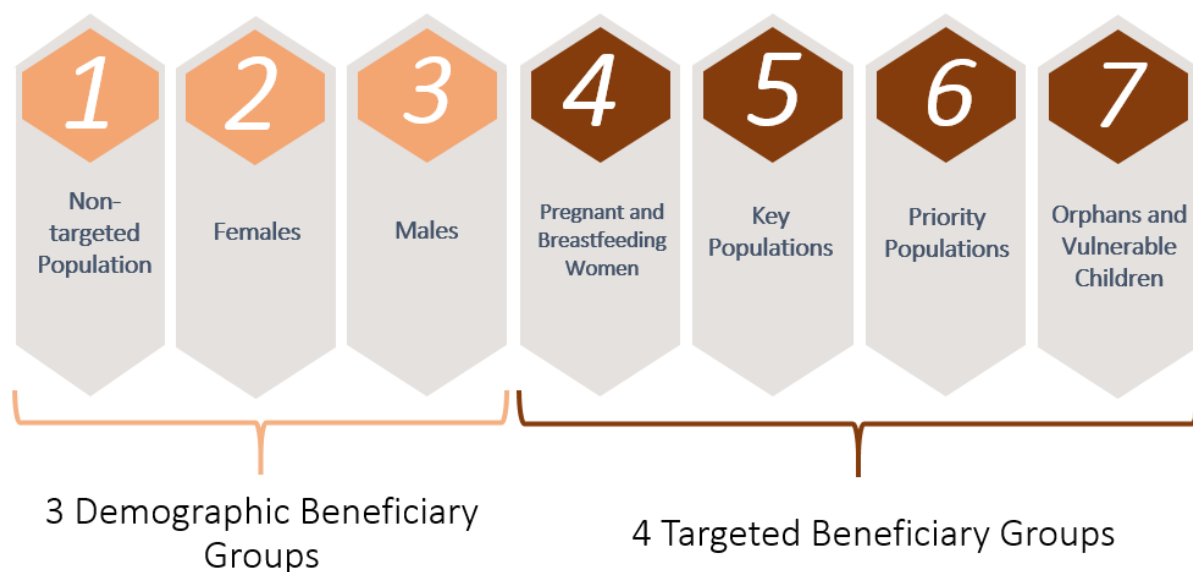 1
Non-
targeted
Population
2
Females
3
Males
4
Pregnant and
Breastfeeding
Women
5
Key
Populations
6
Priority
Populations
7
Orphans and
Vulnerable
Children
3 Demographic Beneficiary
Groups
4 Targeted Beneficiary Groups